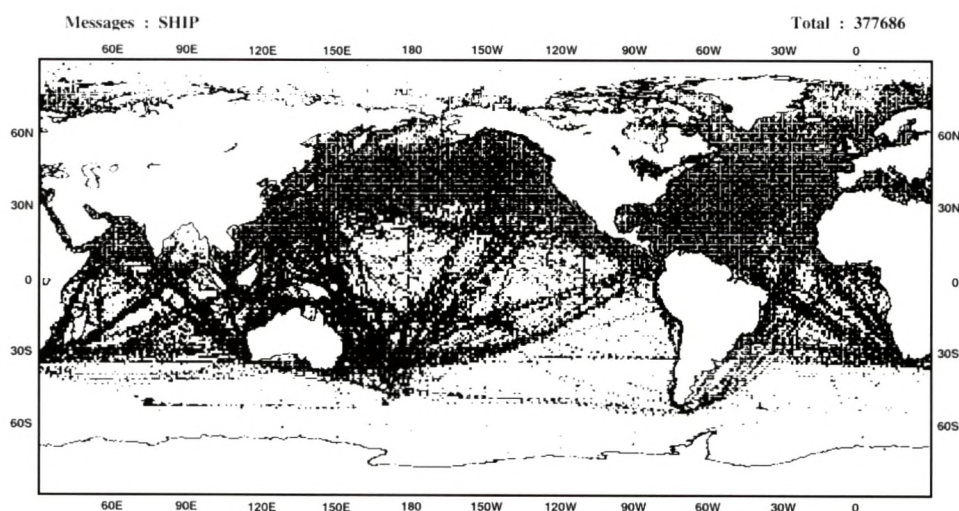 Messages : SHIP Total : 377686
60E 90E 120E 150E 180 150W 120W 90W 60W 30W 0
60N 60N
30N 30N
0 0
30S 30S
60S 60S
60E 90E 120E 150E 180 150W 120W 90W 60W 30W 0